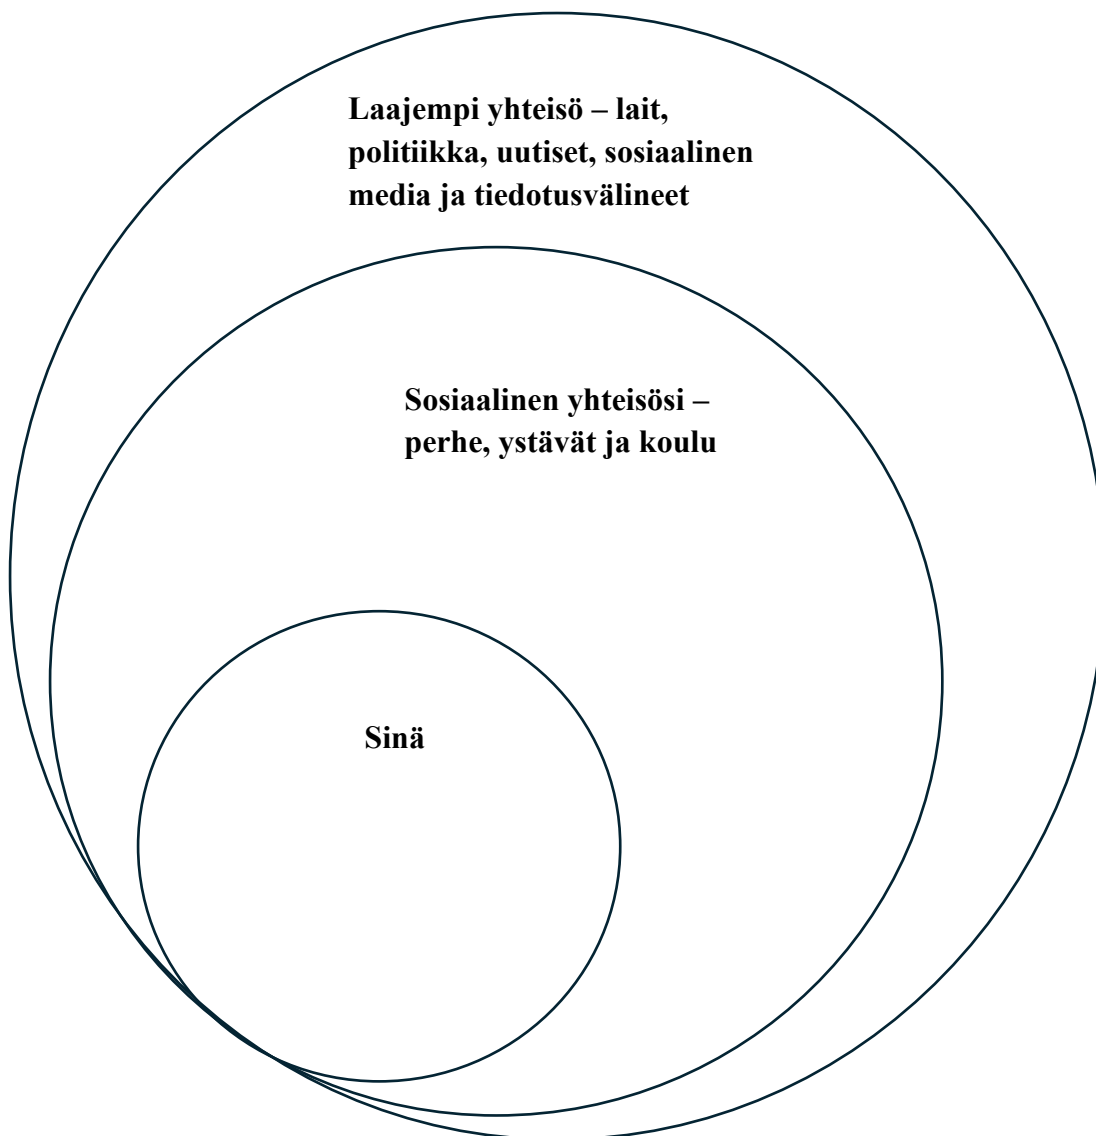 Laajempi yhteisö – lait,
politiikka, uutiset, sosiaalinen
media ja tiedotusvälineet
Sosiaalinen yhteisösi –
perhe, ystävät ja koulu
Sinä